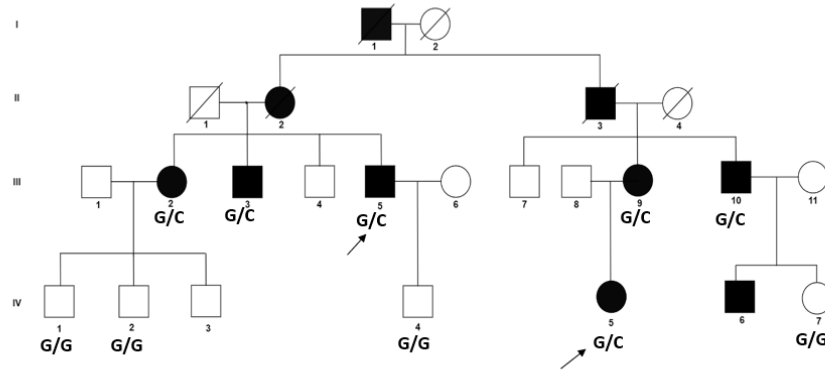 I
1 2
II
1 2 3 4
III
1 2 3 4 5 6 7 8 9 10 11
G/C G/C G/C G/C G/C
IV
1 2 3 4 5 6 7
G/G G/G G/G G/C G/G